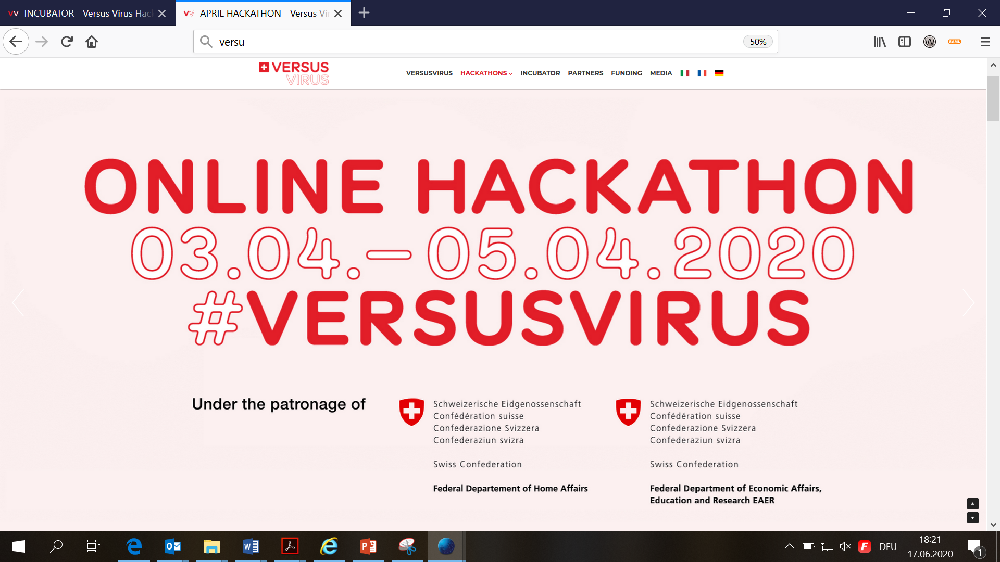 INCUBATOR - Versus Virus Hack
APRIL HACKATHON - Versus Vi
versu
50%
SAML
VERSUS
VIRUS
VERSUSVIRUS HACKATHONS INCUBATOR PARTNERS FUNDING MEDIA
ONLINE HACKATHON
03.04.—05.04.2020
#VERSUSVIRUS
Under the patronage of
Schweizerische Eidgenossenschaft
Confédération suisse
Confederazione Svizzera
Confederaziun svizra
Swiss Confederation
Federal Departement of Home Affairs
Schweizerische Eidgenossenschaft
Confédération suisse
Confederazione Svizzera
Confederaziun svizra
Swiss Confederation
Federal Department of Economic Affairs,
Education and Research EAER
DEU
18:21
17.06.2020
1